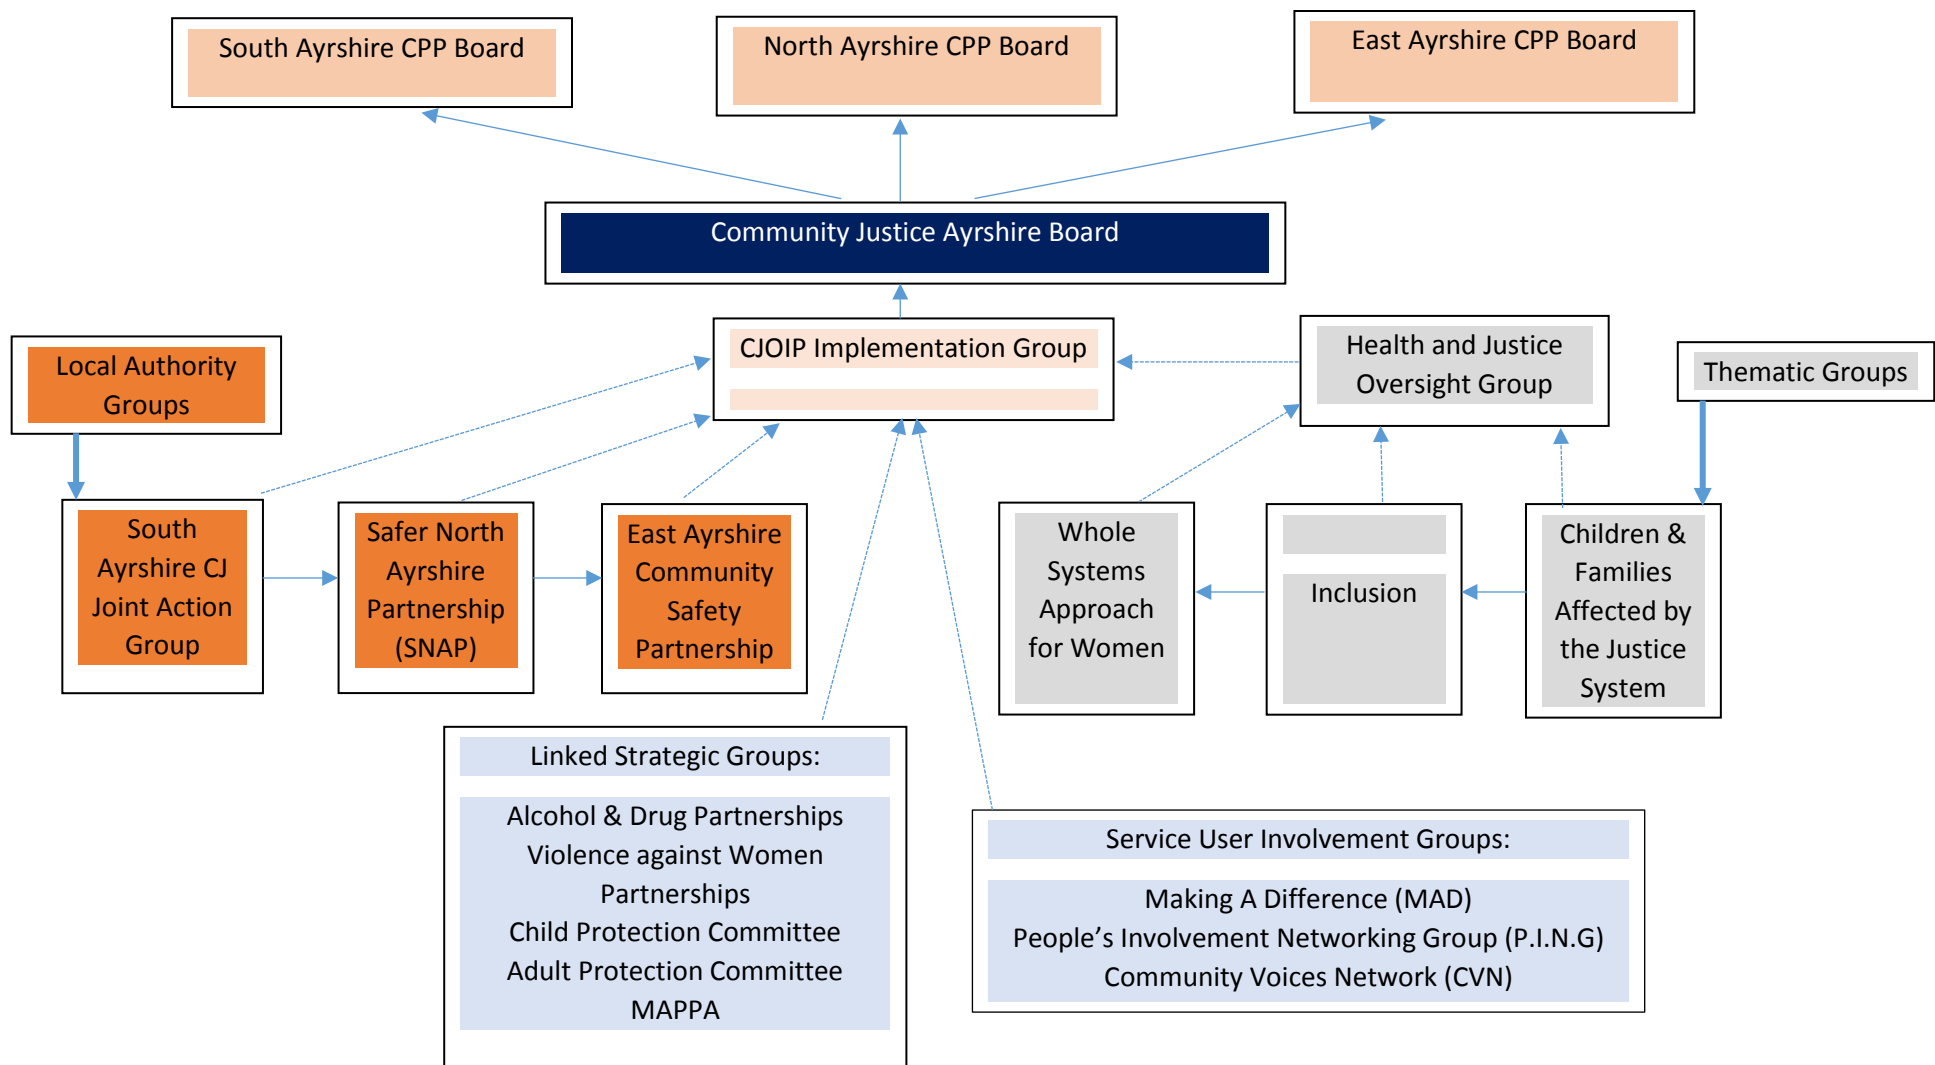 South Ayrshire CPP Board
North Ayrshire CPP Board
East Ayrshire CPP Board
Community Justice Ayrshire Board
CJOIP Implementation Group
Health and Justice
Oversight Group
Local Authority
Groups
Thematic Groups
South
Ayrshire CJ
Joint Action
Group
Safer North
Ayrshire
Partnership
(SNAP)
East Ayrshire
Community
Safety
Partnership
Whole
Systems
Approach
for Women
Inclusion
Children &
Families
Affected by
the Justice
System
Linked Strategic Groups:
Alcohol & Drug Partnerships
Violence against Women
Partnerships
Child Protection Committee
Adult Protection Committee
MAPPA
Service User Involvement Groups:
Making A Difference (MAD)
People’s Involvement Networking Group (P.I.N.G)
Community Voices Network (CVN)